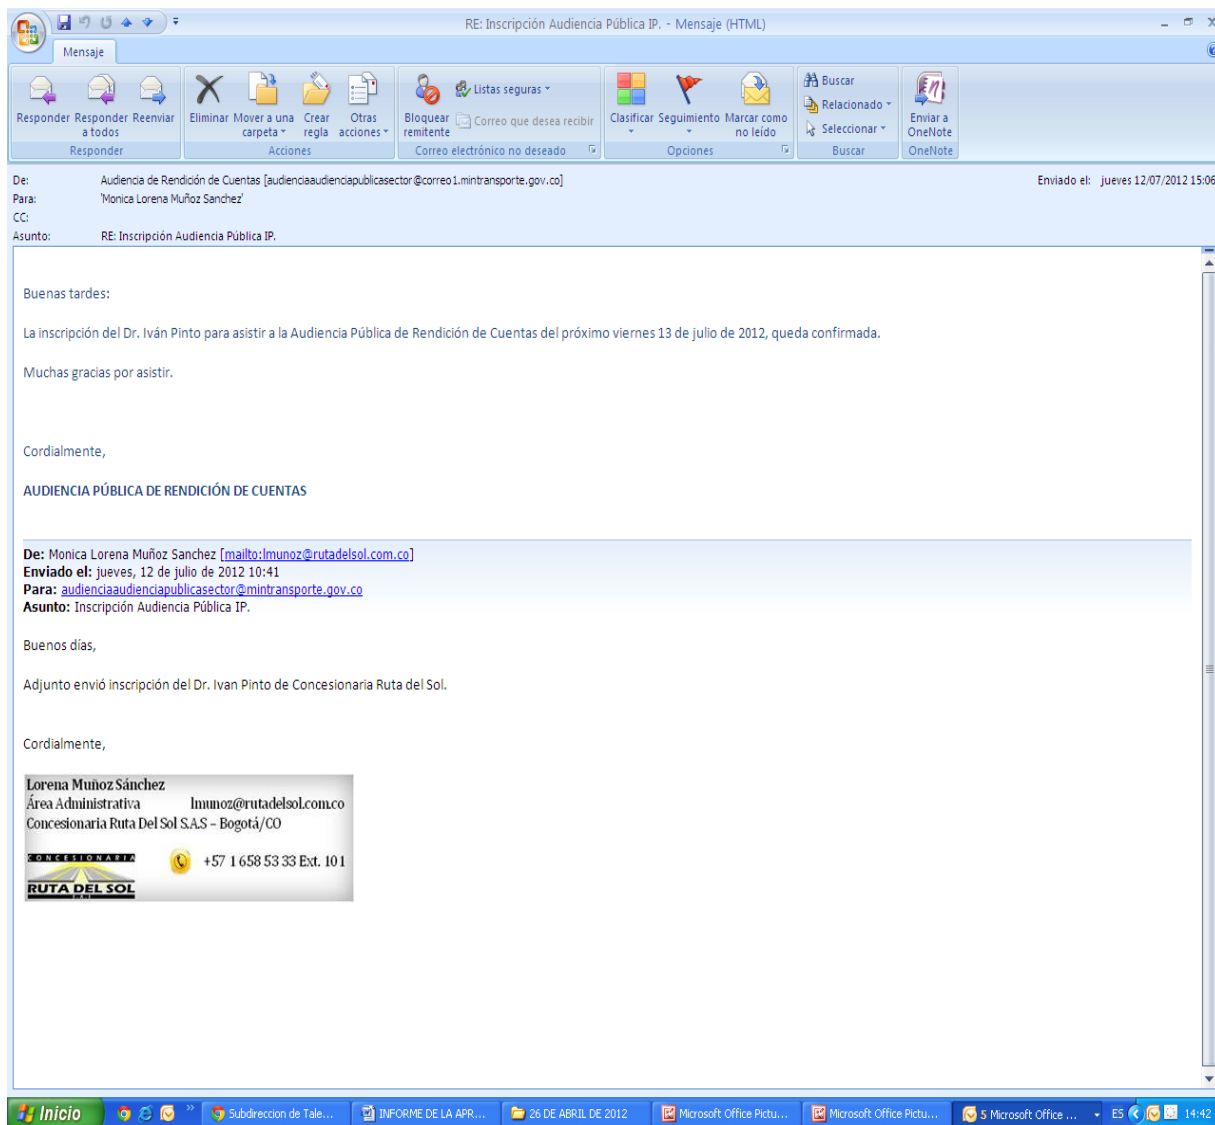 RE: Inscripción Audiencia Pública IP. - Mensaje (HTML)
Mensaje
Responder Responder a todos Reenviar
Eliminar Mover a una carpeta Crear regla Otras acciones
Bloquear remitente Listas seguras Correo que desea recibir
Clasificar Seguimiento Marcar como no leído
Buscar Relacionado Seleccionar
Enviar a OneNote
Responder Acciones Correo electrónico no deseado Opciones Buscar OneNote
De: Audiencia de Rendición de Cuentas [audienciaaudienciapublicasector@correo1.mintransporte.gov.co] Enviado el: jueves 12/07/2012 15:06
Para: 'Monica Lorena Muñoz Sanchez'
CC:
Asunto: RE: Inscripción Audiencia Pública IP.
Buenas tardes:
La inscripción del Dr. Iván Pinto para asistir a la Audiencia Pública de Rendición de Cuentas del próximo viernes 13 de julio de 2012, queda confirmada.
Muchas gracias por asistir.
Cordialmente,
AUDIENCIA PÚBLICA DE RENDICIÓN DE CUENTAS
De: Monica Lorena Muñoz Sanchez [mailto:lmunoz@rutadelsol.com.co]
Enviado el: jueves, 12 de julio de 2012 10:41
Para: audienciaaudienciapublicasector@mintransporte.gov.co
Asunto: Inscripción Audiencia Pública IP.
Buenos días,
Adjunto envió inscripción del Dr. Ivan Pinto de Concesionaria Ruta del Sol.
Cordialmente,
Lorena Muñoz Sánchez
Área Administrativa lmunoz@rutadelsol.com.co
Concesionaria Ruta Del Sol S.A.S – Bogotá/CO
CONCESIONARIA
RUTA DEL SOL
S.A.S
+57 1 658 53 33 Ext. 101
Inicio Subdireccion de Tale... INFORME DE LA APR... 26 DE ABRIL DE 2012 Microsoft Office Pictu... Microsoft Office Pictu... 5 Microsoft Office ... ES 14:42